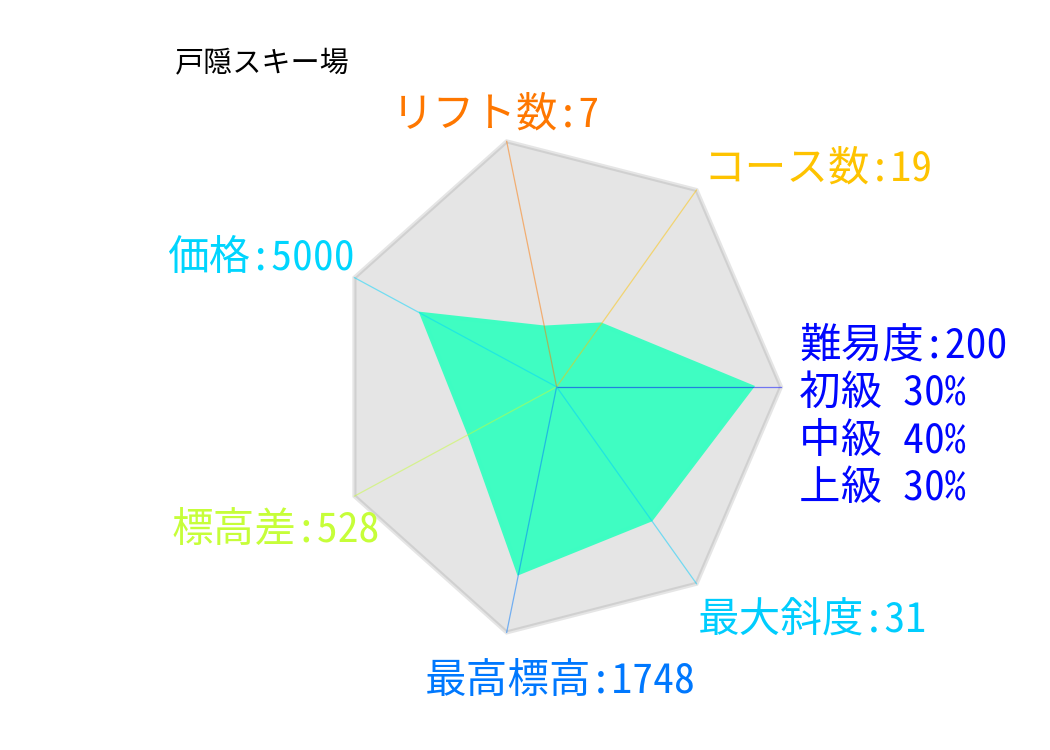 戸隠スキー場
リフト数:7
コース数:19
価格:5000
難易度:200
初級 30%
中級 40%
上級 30%
標高差:528
最大斜度:31
最高標高:1748